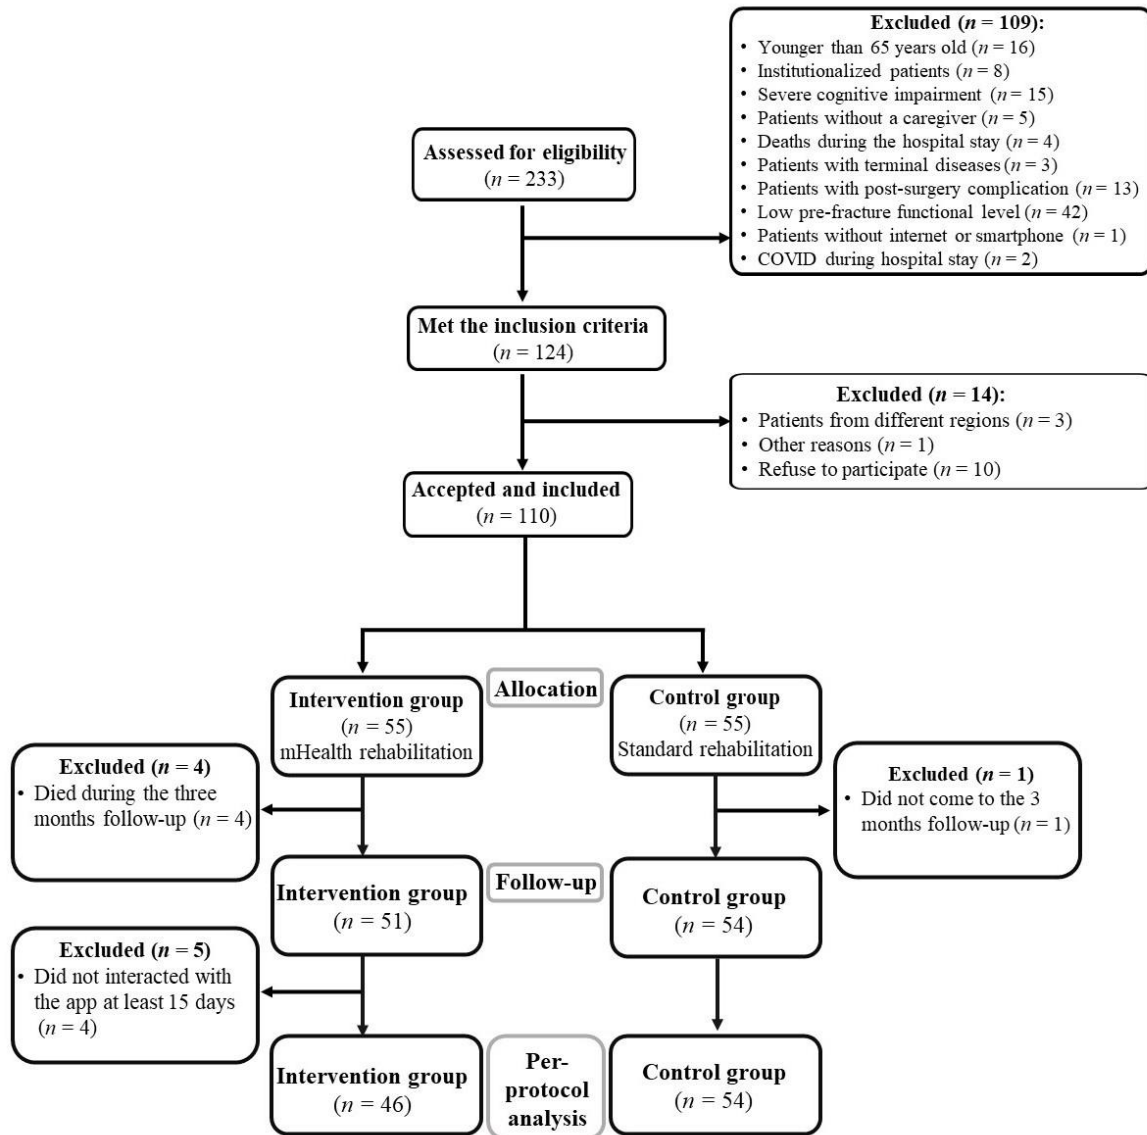 Excluded (n = 109):
• Younger than 65 years old (n = 16)
• Institutionalized patients (n = 8)
• Severe cognitive impairment (n = 15)
• Patients without a caregiver (n = 5)
• Deaths during the hospital stay (n = 4)
• Patients with terminal diseases (n = 3)
• Patients with post-surgery complication (n = 13)
• Low pre-fracture functional level (n = 42)
• Patients without internet or smartphone (n = 1)
• COVID during hospital stay (n = 2)
Assessed for eligibility
(n = 233)
Met the inclusion criteria
(n = 124)
Excluded (n = 14):
• Patients from different regions (n = 3)
• Other reasons (n = 1)
• Refuse to participate (n = 10)
Accepted and included
(n = 110)
Allocation
Intervention group
(n = 55)
mHealth rehabilitation
Control group
(n = 55)
Standard rehabilitation
Excluded (n = 4)
• Died during the three
months follow-up (n = 4)
Excluded (n = 1)
• Did not come to the 3
months follow-up (n = 1)
Follow-up
Intervention group
(n = 51)
Control group
(n = 54)
Excluded (n = 5)
• Did not interacted with
the app at least 15 days
(n = 4)
Intervention group
(n = 46)
Per-
protocol
analysis
Control group
(n = 54)